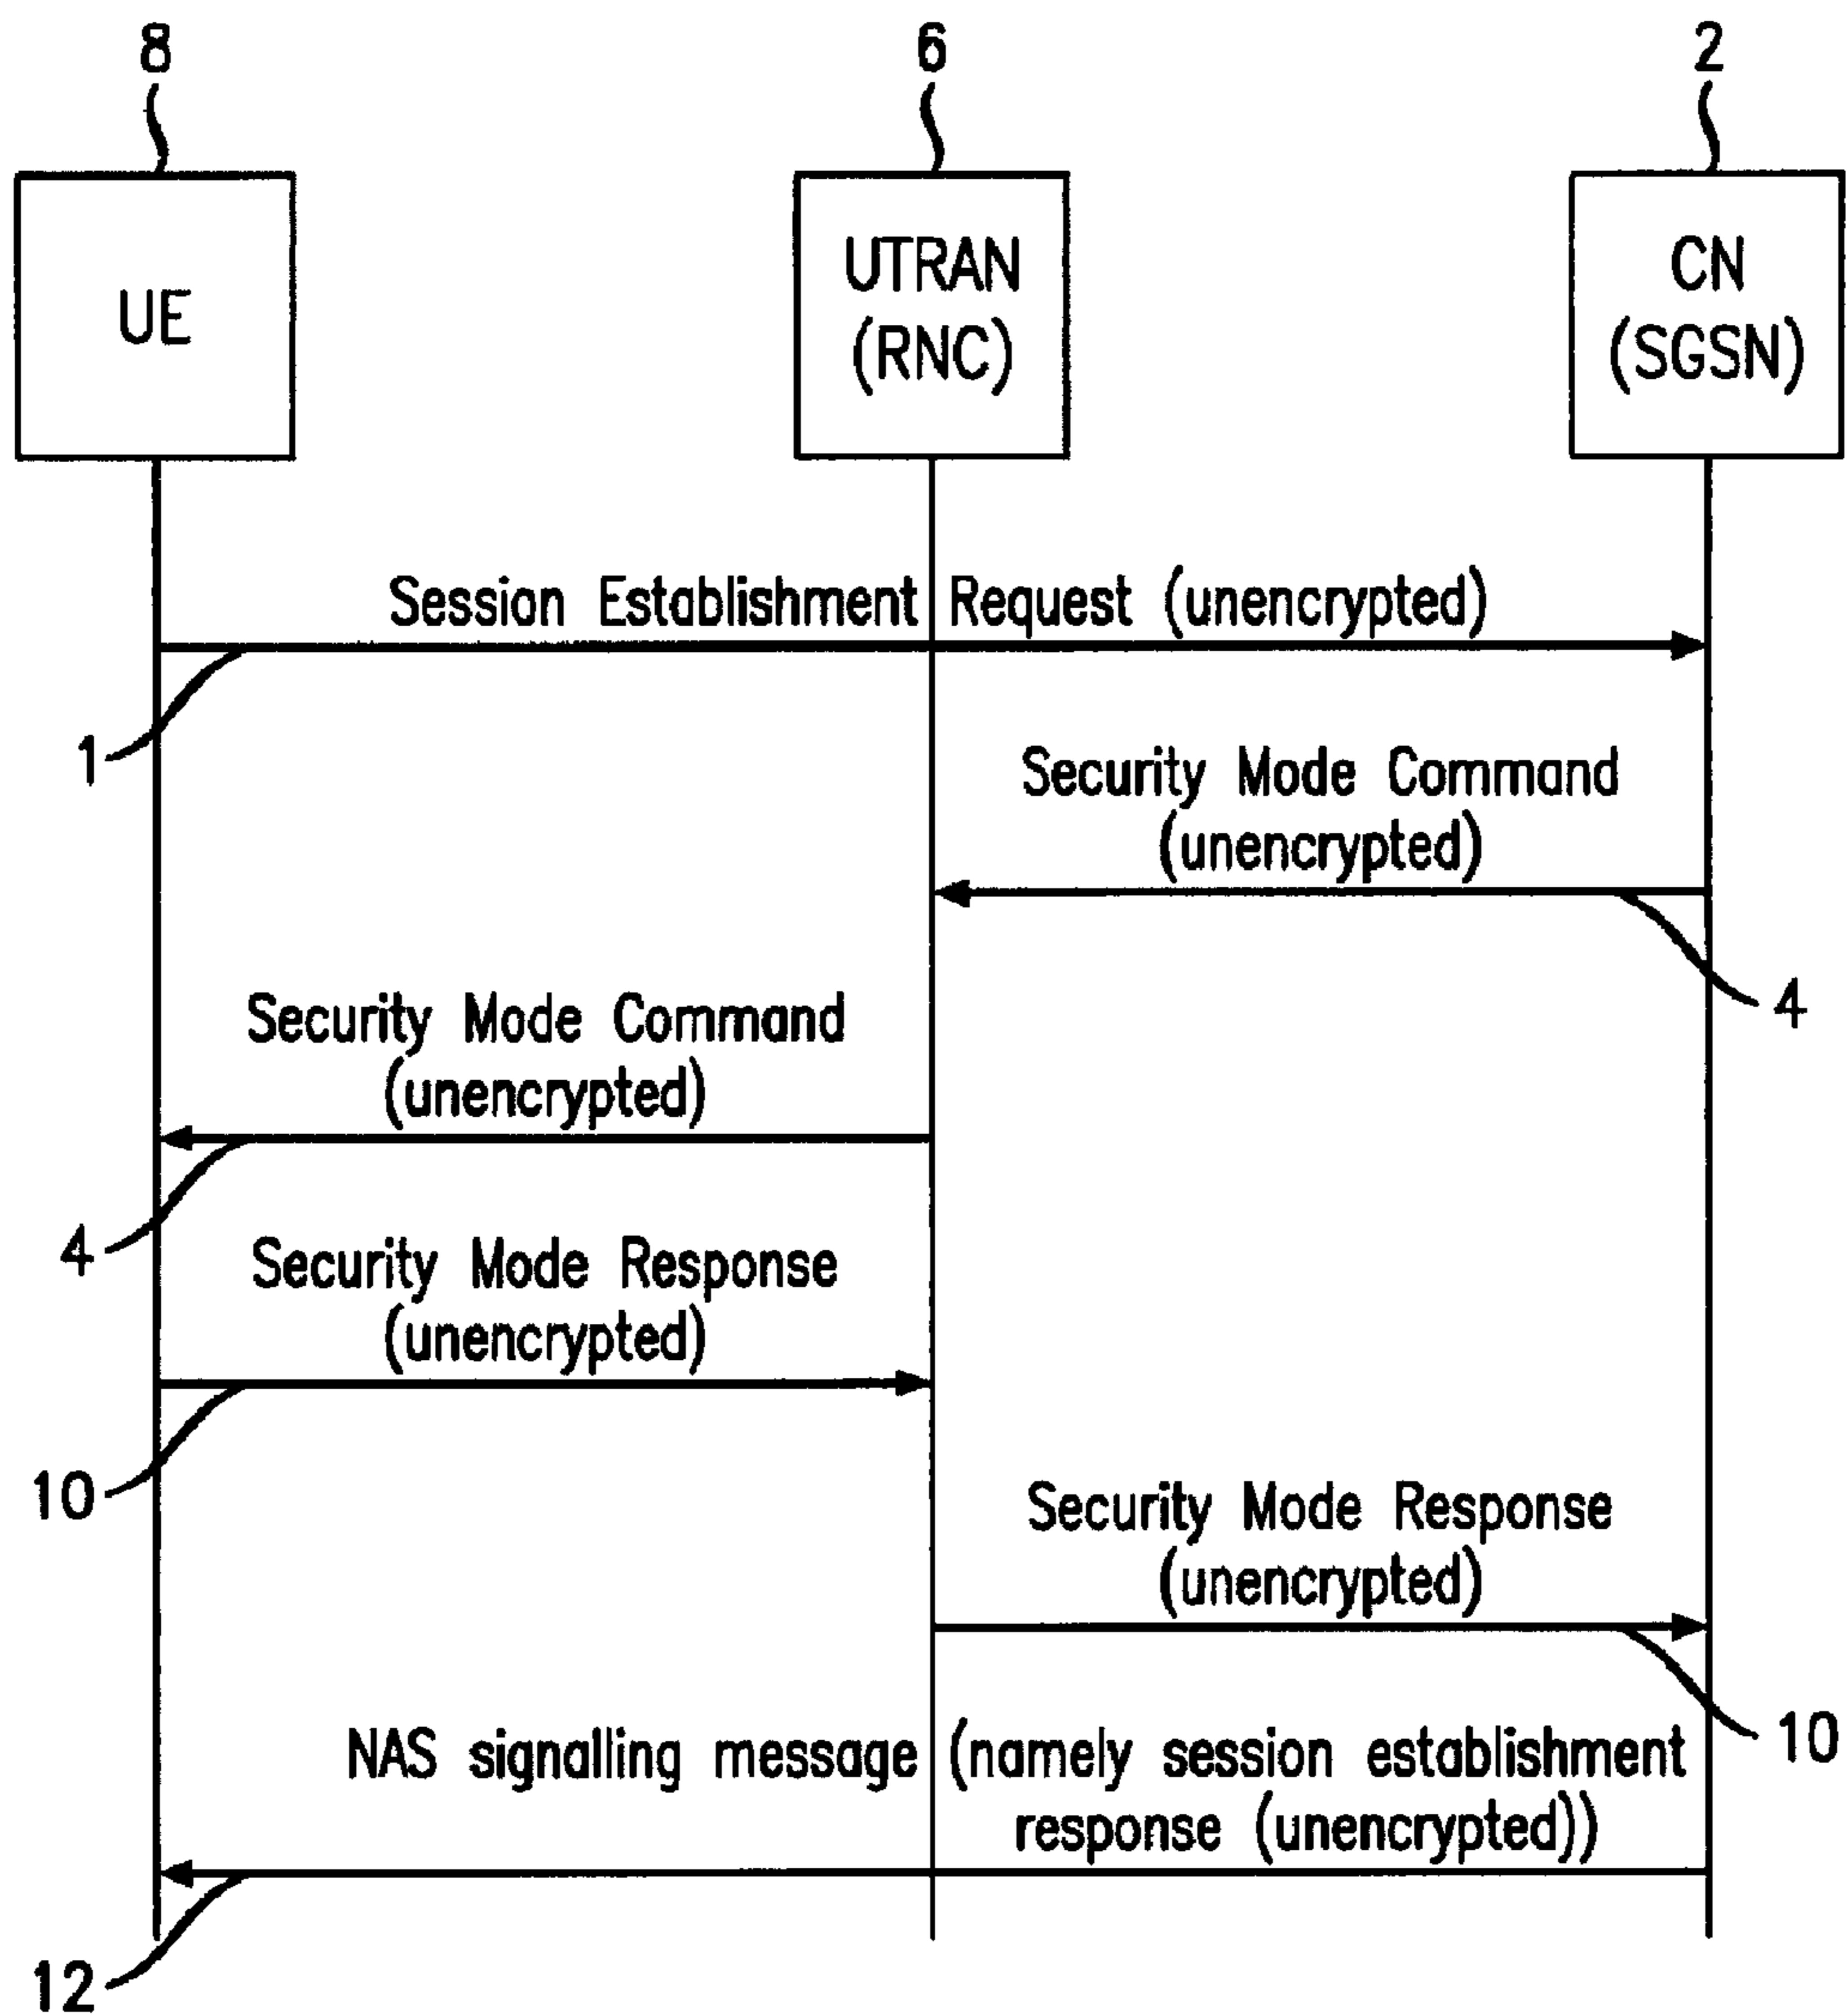 8
6
2
UE
UTRAN
(RNC)
CN
(SGSN)
Session Establishment Request (unencrypted)
1
Security Mode Command
(unencrypted)
4
Security Mode Command
(unencrypted)
4
Security Mode Response
(unencrypted)
10
Security Mode Response
(unencrypted)
10
NAS signalling message (namely session establishment
response (unencrypted))
12